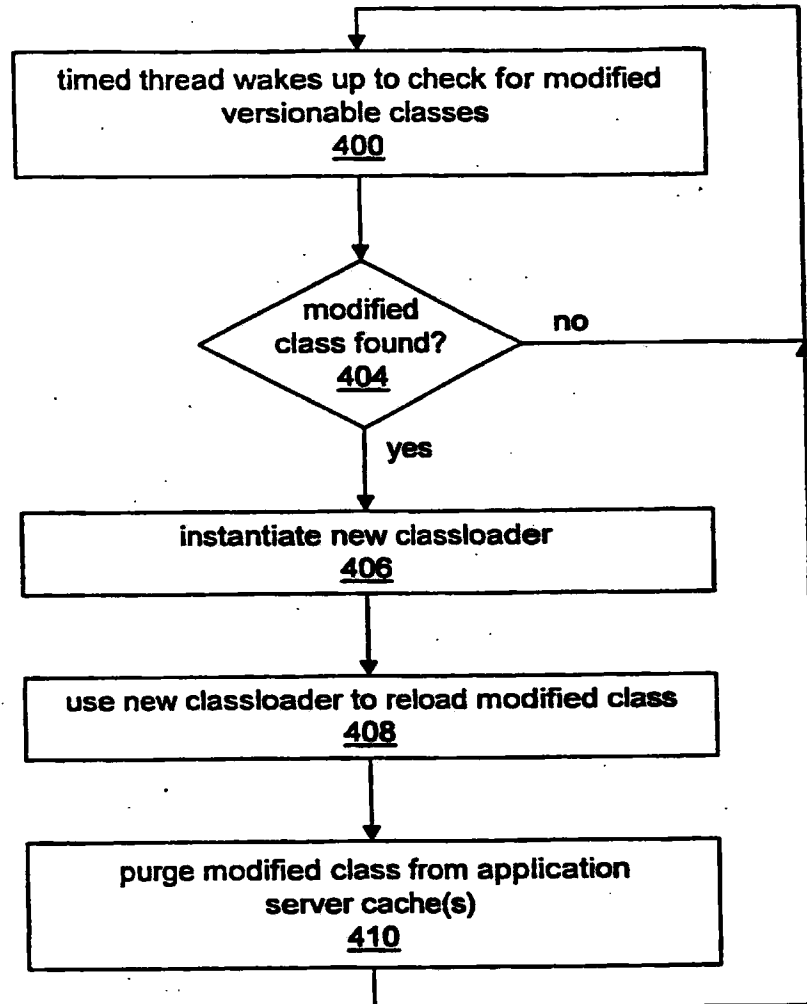 timed thread wakes up to check for modified
versionable classes
400
modified
class found?
404
no
yes
instantiate new classloader
406
use new classloader to reload modified class
408
purge modified class from application
server cache(s)
410